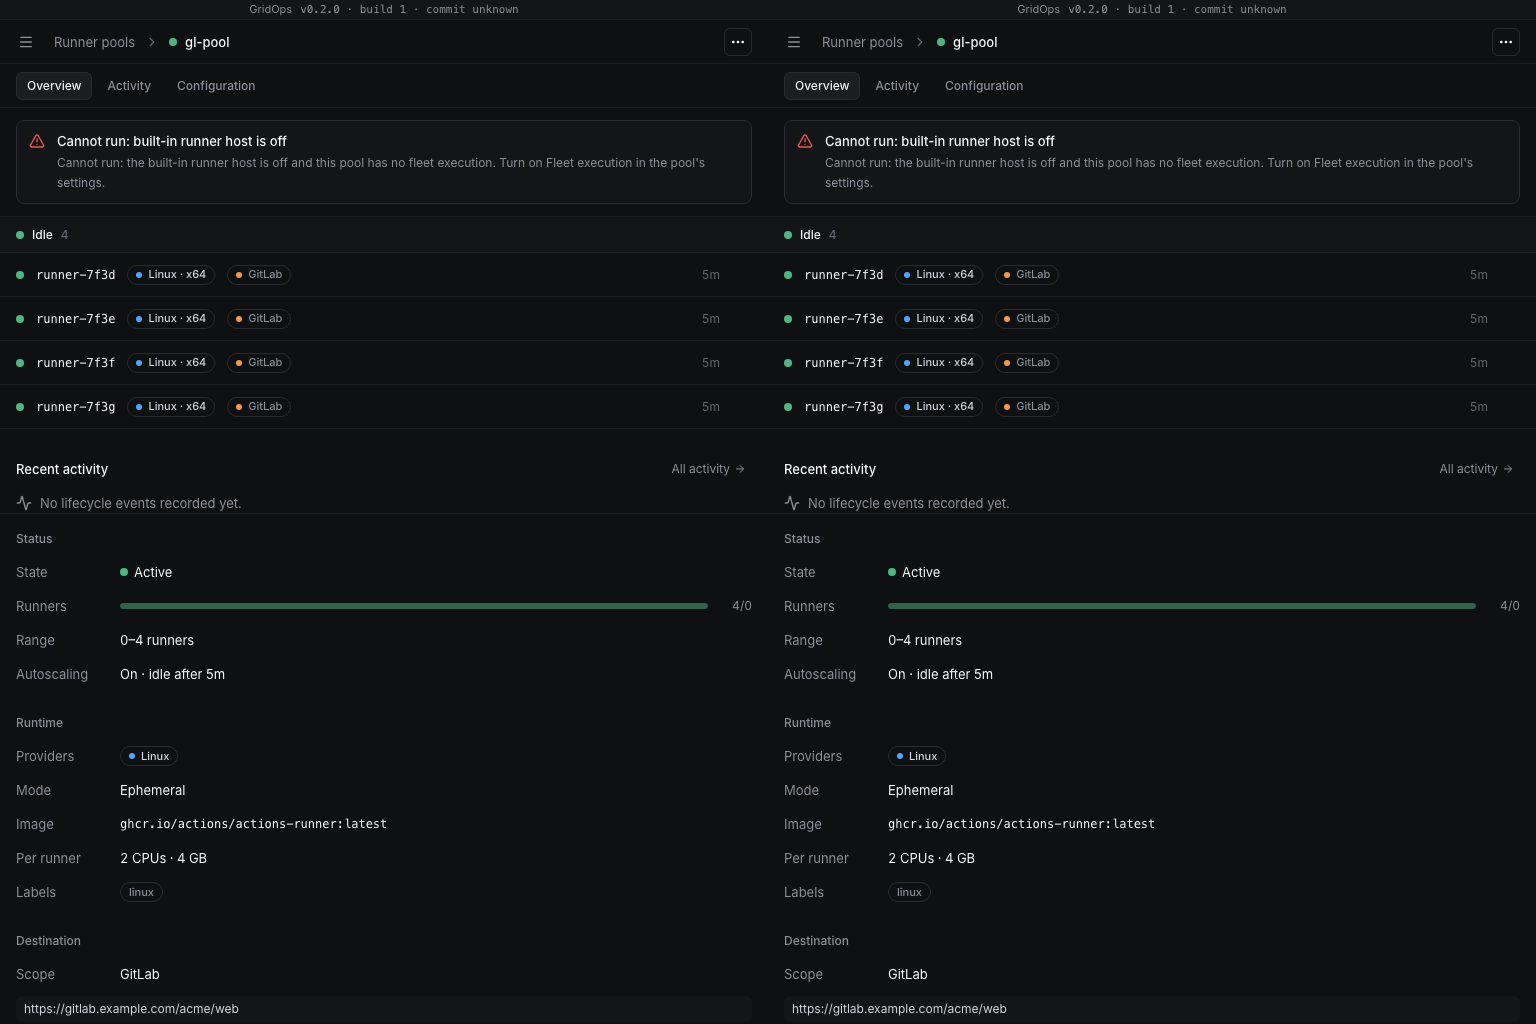 GridOps v0.2.0 · build 1 · commit unknown
Runner pools > gl-pool
Overview Activity Configuration
Cannot run: built-in runner host is off
Cannot run: the built-in runner host is off and this pool has no fleet execution. Turn on Fleet execution in the pool's
settings.
Idle 4
runner-7f3d Linux · x64 GitLab 5m
runner-7f3e Linux · x64 GitLab 5m
runner-7f3f Linux · x64 GitLab 5m
runner-7f3g Linux · x64 GitLab 5m
Recent activity All activity →
No lifecycle events recorded yet.
Status
State Active
Runners 4/0
Range 0–4 runners
Autoscaling On · idle after 5m
Runtime
Providers Linux
Mode Ephemeral
Image ghcr.io/actions/actions-runner:latest
Per runner 2 CPUs · 4 GB
Labels linux
Destination
Scope GitLab
https://gitlab.example.com/acme/web
GridOps v0.2.0 · build 1 · commit unknown
Runner pools > gl-pool
Overview Activity Configuration
Cannot run: built-in runner host is off
Cannot run: the built-in runner host is off and this pool has no fleet execution. Turn on Fleet execution in the pool's
settings.
Idle 4
runner-7f3d Linux · x64 GitLab 5m
runner-7f3e Linux · x64 GitLab 5m
runner-7f3f Linux · x64 GitLab 5m
runner-7f3g Linux · x64 GitLab 5m
Recent activity All activity →
No lifecycle events recorded yet.
Status
State Active
Runners 4/0
Range 0–4 runners
Autoscaling On · idle after 5m
Runtime
Providers Linux
Mode Ephemeral
Image ghcr.io/actions/actions-runner:latest
Per runner 2 CPUs · 4 GB
Labels linux
Destination
Scope GitLab
https://gitlab.example.com/acme/web